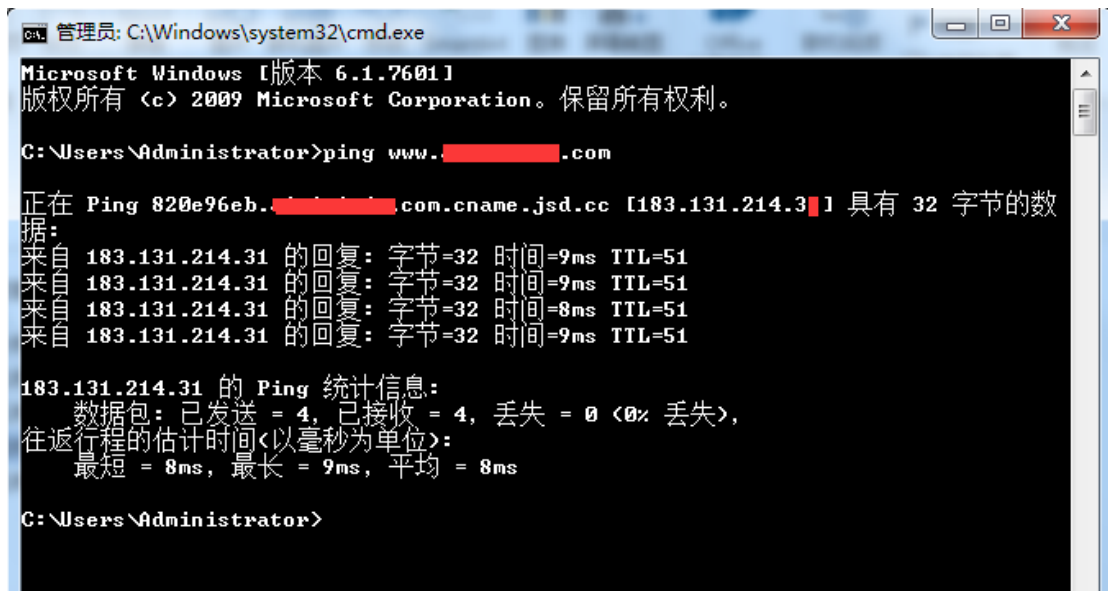 管理员: C:\Windows\system32\cmd.exe
Microsoft Windows [版本 6.1.7601]
版权所有 (c) 2009 Microsoft Corporation。保留所有权利。
C:\Users\Administrator>ping www. .com
正在 Ping 820e96eb. .com.cname.jsd.cc [183.131.214.3 ] 具有 32 字节的数
据:
来自 183.131.214.31 的回复: 字节=32 时间=9ms TTL=51
来自 183.131.214.31 的回复: 字节=32 时间=9ms TTL=51
来自 183.131.214.31 的回复: 字节=32 时间=8ms TTL=51
来自 183.131.214.31 的回复: 字节=32 时间=9ms TTL=51
183.131.214.31 的 Ping 统计信息:
数据包: 已发送 = 4, 已接收 = 4, 丢失 = 0 (0% 丢失),
往返行程的估计时间(以毫秒为单位):
最短 = 8ms, 最长 = 9ms, 平均 = 8ms
C:\Users\Administrator>